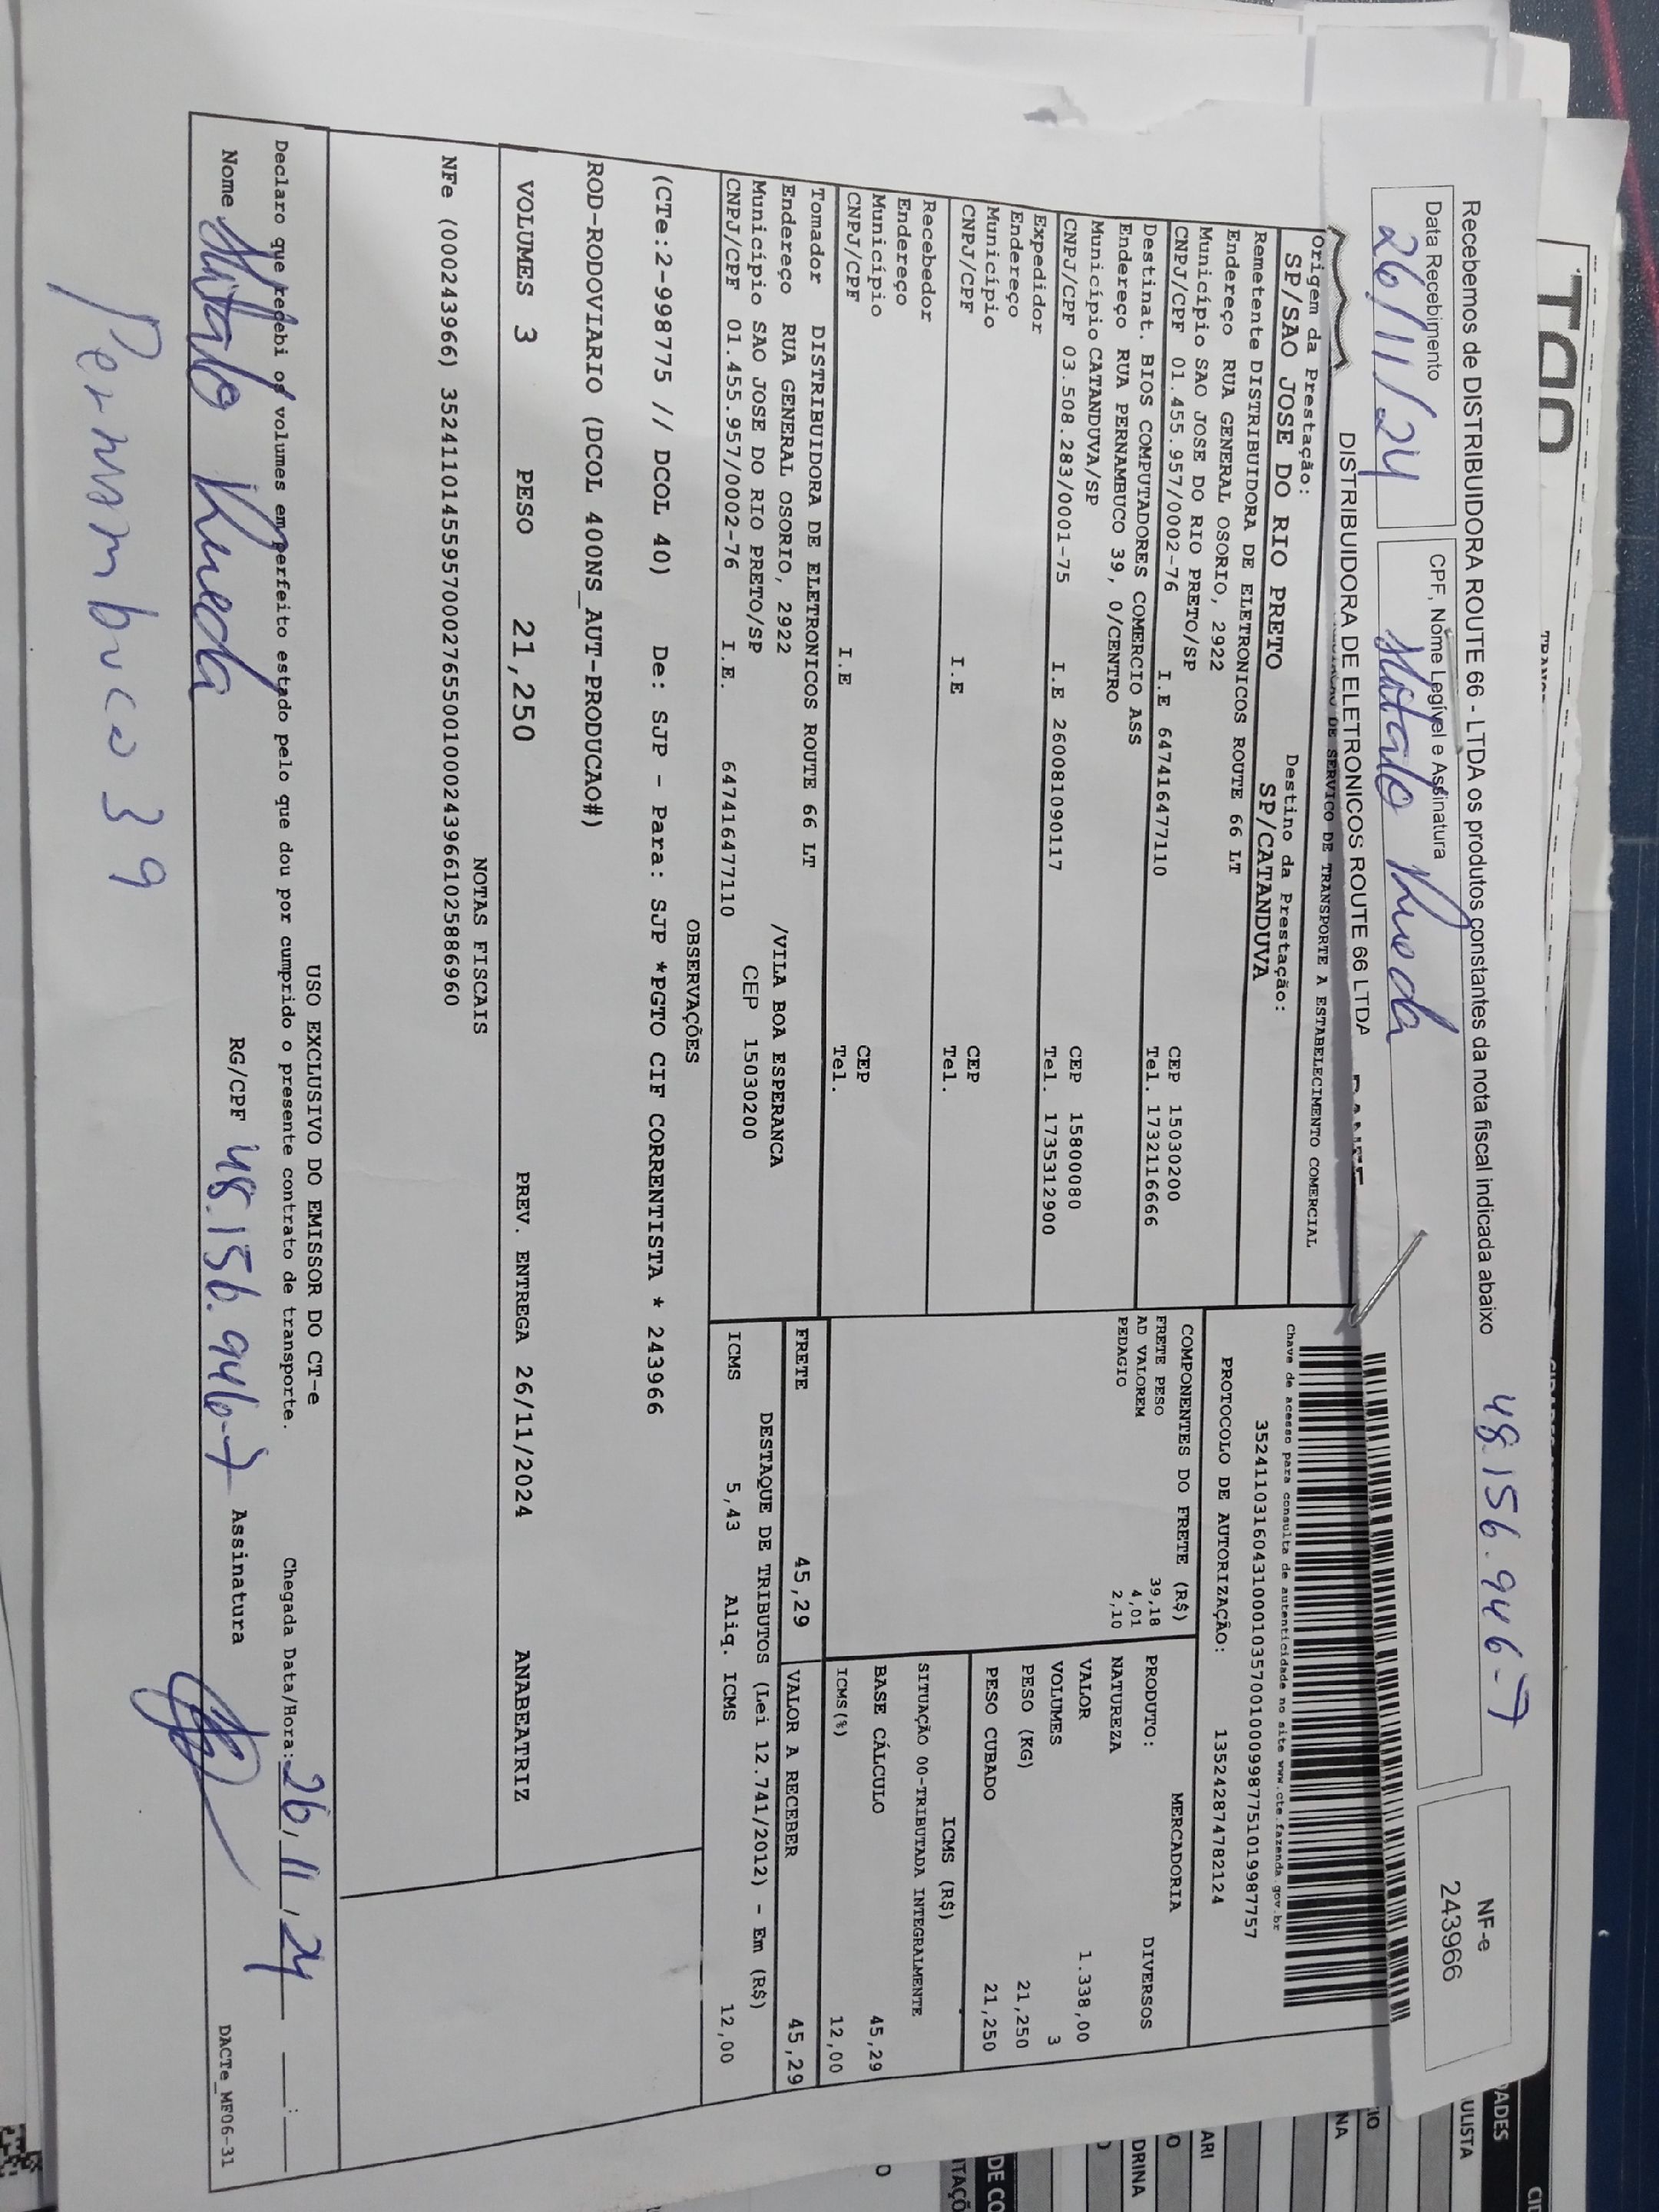 Recebemos de DISTRIBUIDORA ROUTE 66 - LTDA os produtos constantes da nota fiscal indicada abaixo
48.156.946-7
NF-e
243966
Data Recebimento
26/11/24
CPF, Nome Legível e Assinatura
DISTRIBUIDORA DE ELETRONICOS ROUTE 66 LTDA
DE SERVICO DE TRANSPORTE A ESTABELECIMENTO COMERCIAL
Origem da Prestação:
SP/SAO JOSE DO RIO PRETO
Destino da Prestação:
SP/CATANDUVA
Remetente DISTRIBUIDORA DE ELETRONICOS ROUTE 66 LT
Endereço RUA GENERAL OSORIO, 2922
Município SAO JOSE DO RIO PRETO/SP CEP 15030200
CNPJ/CPF 01.455.957/0002-76 I.E 647416477110 Tel. 1732116666
Destinat. BIOS COMPUTADORES COMERCIO ASS
Endereço RUA PERNAMBUCO 39, 0/CENTRO
Município CATANDUVA/SP CEP 15800080
CNPJ/CPF 03.508.283/0001-75 I.E 260081090117 Tel. 1735312900
Expedidor
Endereço
Município CEP
CNPJ/CPF I.E Tel.
Recebedor
Endereço
Município CEP
CNPJ/CPF I.E Tel.
Tomador DISTRIBUIDORA DE ELETRONICOS ROUTE 66 LT
Endereço RUA GENERAL OSORIO, 2922 /VILA BOA ESPERANCA
Município SAO JOSE DO RIO PRETO/SP CEP 15030200
CNPJ/CPF 01.455.957/0002-76 I.E. 647416477110
Chave de acesso para consulta de autenticidade no site www.cte.fazenda.gov.br
35241103160431000103570010009987751019987757
PROTOCOLO DE AUTORIZAÇÃO: 135242874782124
COMPONENTES DO FRETE (R$)
FRETE PESO 39,18
AD VALOREM 4,01
PEDAGIO 2,10
MERCADORIA
PRODUTO: DIVERSOS
NATUREZA
VALOR 1.338,00
VOLUMES 3
PESO (KG) 21,250
PESO CUBADO 21,250
ICMS (R$)
SITUAÇÃO 00-TRIBUTADA INTEGRALMENTE
BASE CÁLCULO 45,29
ICMS(%) 12,00
FRETE 45,29 VALOR A RECEBER 45,29
DESTAQUE DE TRIBUTOS (Lei 12.741/2012) - Em (R$)
ICMS 5,43 Aliq. ICMS 12,00
OBSERVAÇÕES
(CTe:2-998775 // DCOL 40) De: SJP - Para: SJP *PGTO CIF CORRENTISTA * 243966
ROD-RODOVIARIO (DCOL 400NS_AUT-PRODUCAO#)
VOLUMES 3 PESO 21,250 PREV. ENTREGA 26/11/2024 ANABEATRIZ
NOTAS FISCAIS
NFe (000243966) 35241101455957000276550010002439661025886960
USO EXCLUSIVO DO EMISSOR DO CT-e
Declaro que recebi os volumes em perfeito estado pelo que dou por cumprido o presente contrato de transporte. Chegada Data/Hora: 26/11/24
Nome
RG/CPF 48.156.946-7 Assinatura
DACTe_MF06-31
Pernambuco 39